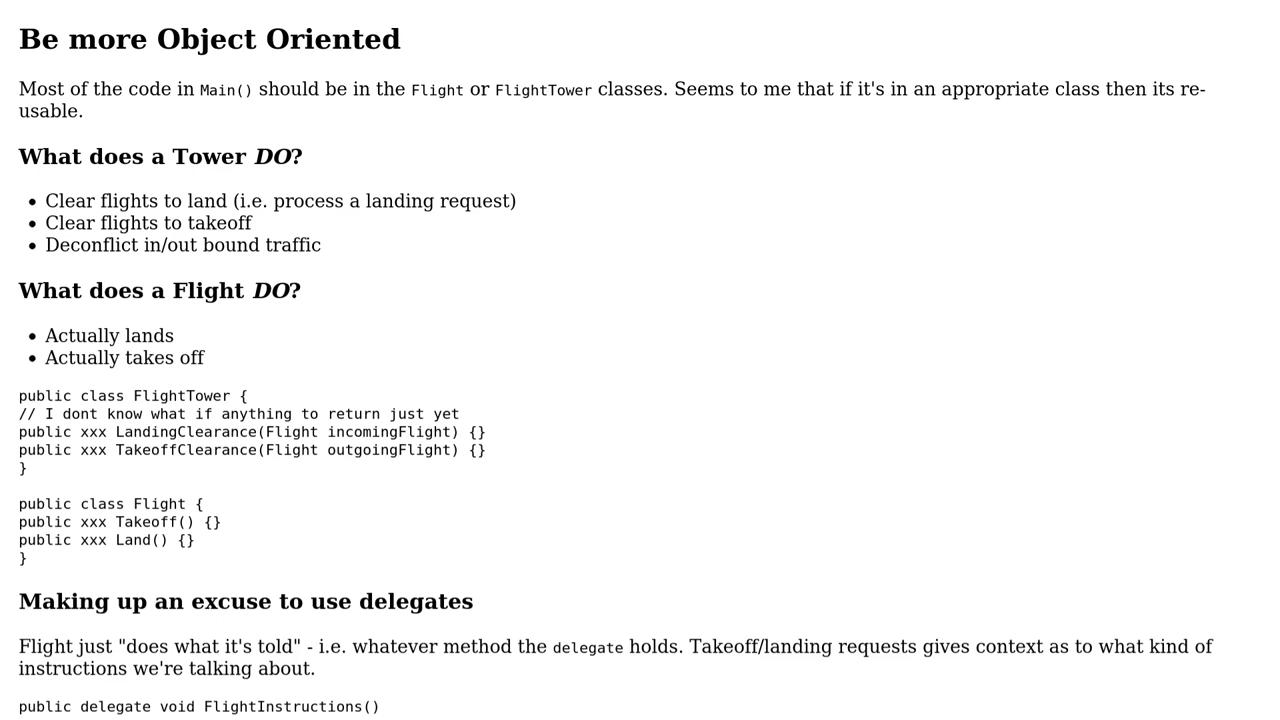 Be more Object Oriented
Most of the code in Main() should be in the Flight or FlightTower classes. Seems to me that if it's in an appropriate class then its re-
usable.
What does a Tower DO?
• Clear flights to land (i.e. process a landing request)
• Clear flights to takeoff
• Deconflict in/out bound traffic
What does a Flight DO?
• Actually lands
• Actually takes off
public class FlightTower {
// I dont know what if anything to return just yet
public xxx LandingClearance(Flight incomingFlight) {}
public xxx TakeoffClearance(Flight outgoingFlight) {}
}
public class Flight {
public xxx Takeoff() {}
public xxx Land() {}
}
Making up an excuse to use delegates
Flight just "does what it's told" - i.e. whatever method the delegate holds. Takeoff/landing requests gives context as to what kind of
instructions we're talking about.
public delegate void FlightInstructions()